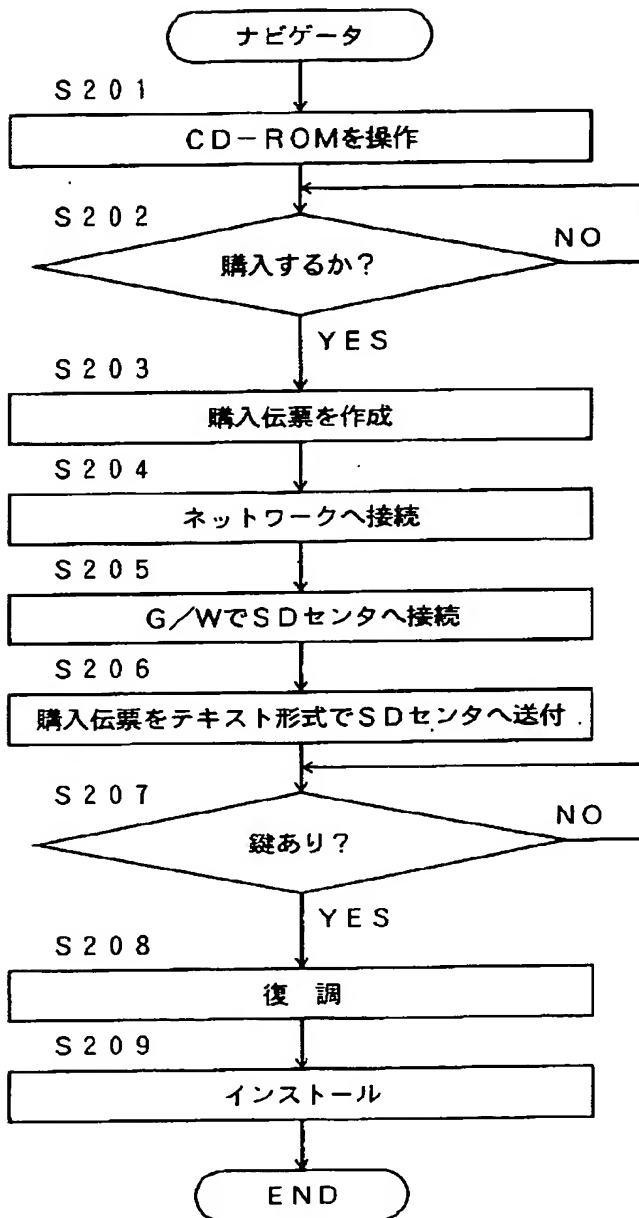 ナビゲータ
S201
CD-ROMを操作
S202
購入するか?
NO
YES
S203
購入伝票を作成
S204
ネットワークへ接続
S205
G/WでSDセンタへ接続
S206
購入伝票をテキスト形式でSDセンタへ送付
S207
鍵あり?
NO
YES
S208
復 調
S209
インストール
END